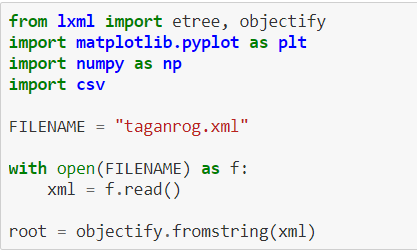 from lxml import etree, objectify
import matplotlib.pyplot as plt
import numpy as np
import csv
FILENAME = "taganrog.xml"
with open(FILENAME) as f:
    xml = f.read()
root = objectify.fromstring(xml)